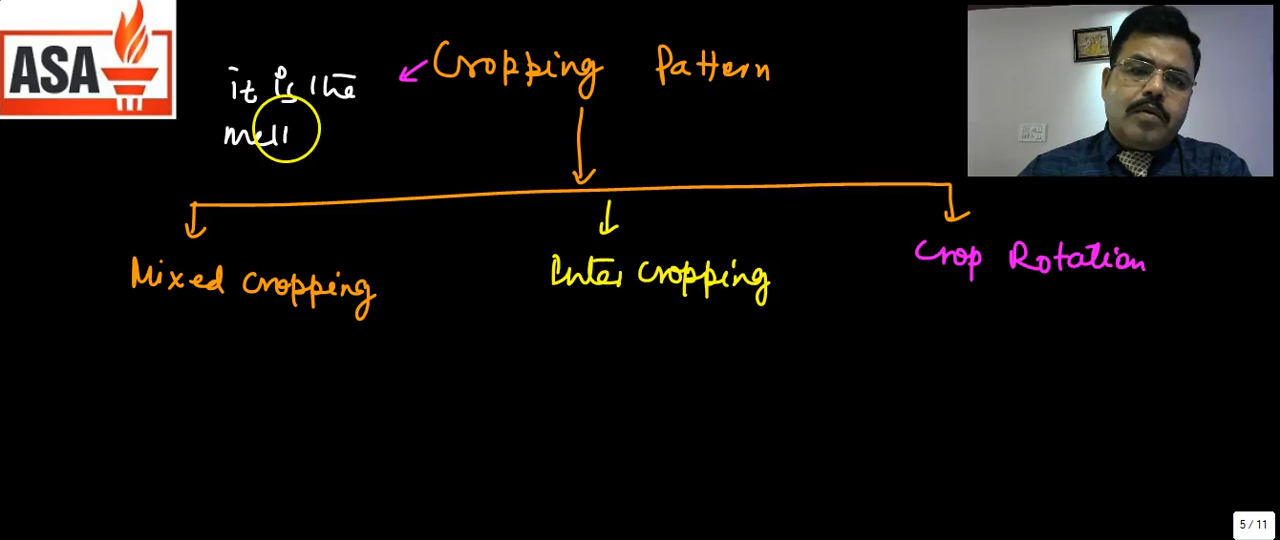 ASA
Cropping Pattern
it is the
Mixed Cropping
Inter Cropping
Crop Rotation
5 / 11